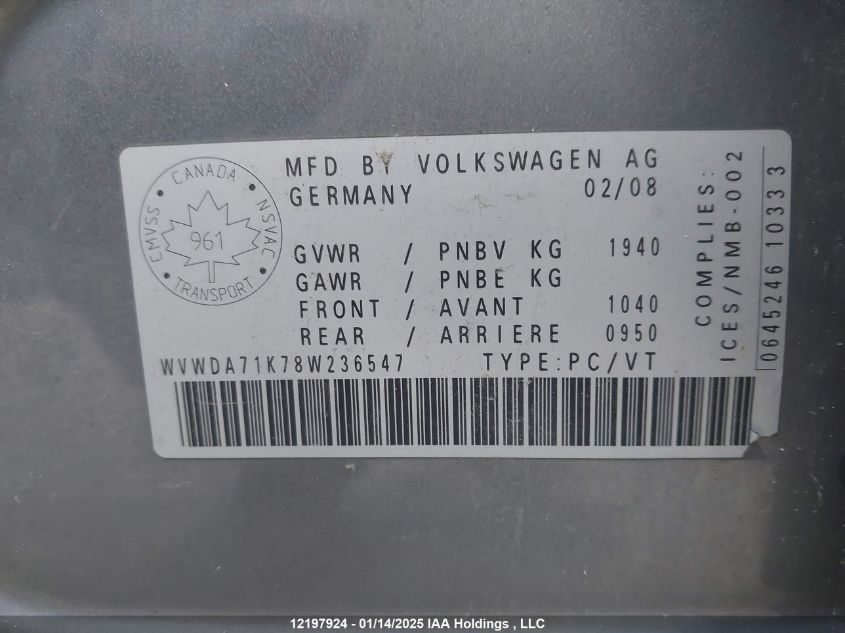 CANADA
CMVSS
NSVAC
961
TRANSPORT
MFD BY VOLKSWAGEN AG
GERMANY 02/08
GVWR / PNBV KG 1940
GAWR / PNBE KG
FRONT / AVANT 1040
REAR / ARRIERE 0950
WVWDA71K78W236547 TYPE:PC/VT
COMPLIES:
ICES/NMB-002
0645246 10333
12197924 - 01/14/2025 IAA Holdings , LLC